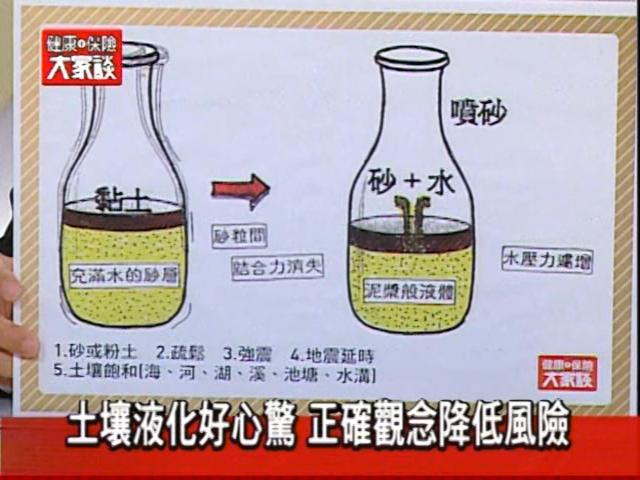 健康e保險
大家談
黏土
充滿水的砂層
砂粒間
結合力消失
噴砂
砂+水
泥漿般液體
水壓力遽增
1.砂或粉土 2.疏鬆 3.強震 4.地震延時
5.土壤飽和(海、河、湖、溪、池塘、水溝)
健康e保險
大家談
土壤液化好心驚 正確觀念降低風險